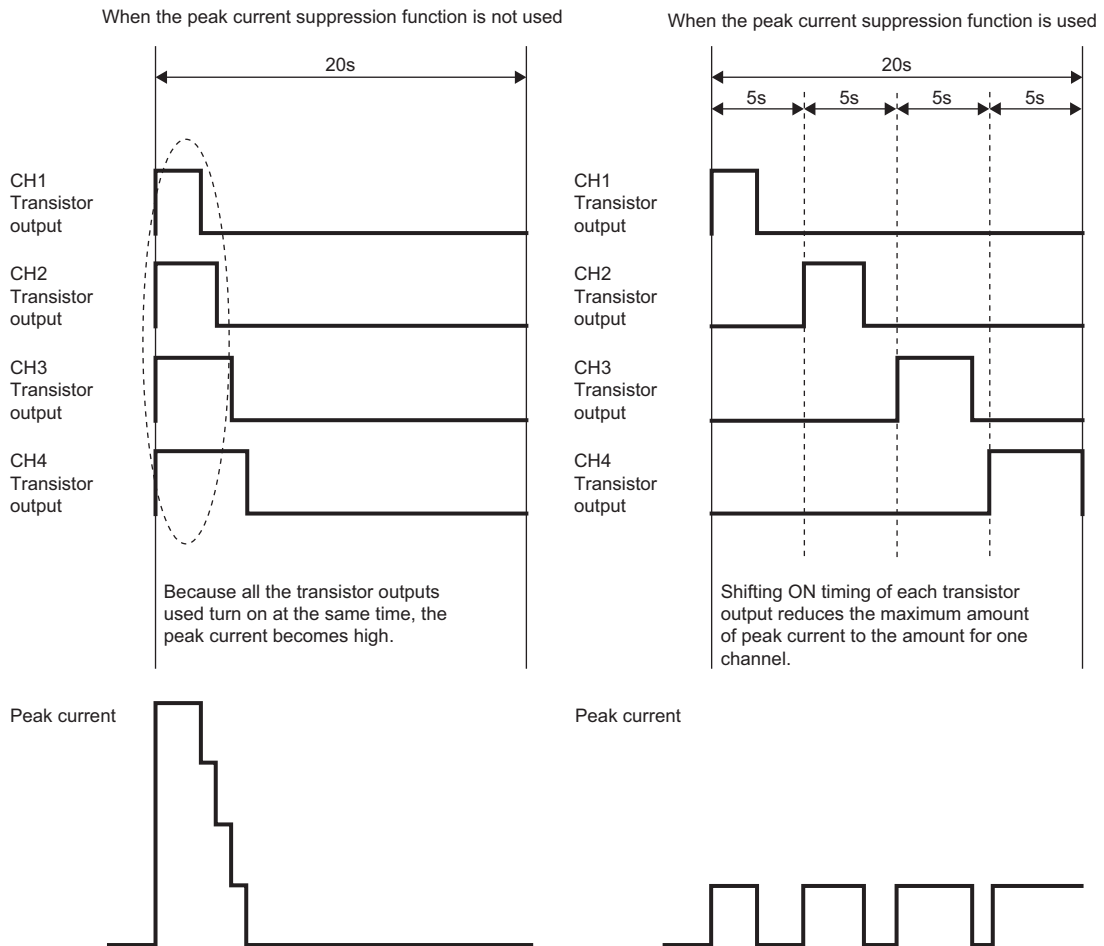 When the peak current suppression function is not used
20s
CH1
Transistor
output
CH2
Transistor
output
CH3
Transistor
output
CH4
Transistor
output
Because all the transistor outputs
used turn on at the same time, the
peak current becomes high.
Peak current
When the peak current suppression function is used
20s
5s 5s 5s 5s
CH1
Transistor
output
CH2
Transistor
output
CH3
Transistor
output
CH4
Transistor
output
Shifting ON timing of each transistor
output reduces the maximum amount
of peak current to the amount for one
channel.
Peak current